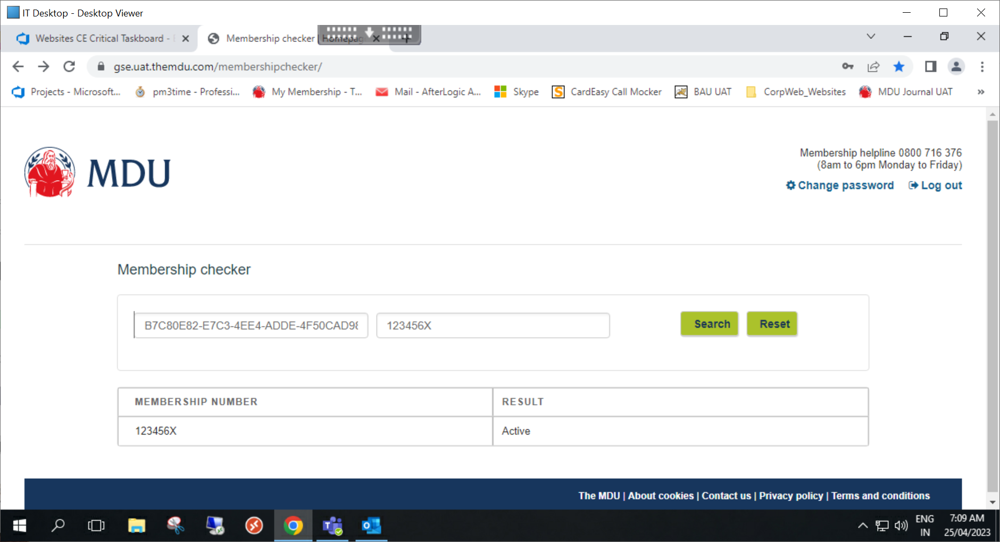 IT Desktop - Desktop Viewer
Websites CE Critical Taskboard -
Membership checker | Homepag
gse.uat.themdu.com/membershipchecker/
Projects - Microsoft...
pm3time - Professi...
My Membership - T...
Mail - AfterLogic A...
Skype
CardEasy Call Mocker
BAU UAT
CorpWeb_Websites
MDU Journal UAT
»
MDU
Membership helpline 0800 716 376
(8am to 6pm Monday to Friday)
Change password
Log out
Membership checker
B7C80E82-E7C3-4EE4-ADDE-4F50CAD98
123456X
Search
Reset
MEMBERSHIP NUMBER
RESULT
123456X
Active
The MDU | About cookies | Contact us | Privacy policy | Terms and conditions
ENG
IN
7:09 AM
25/04/2023